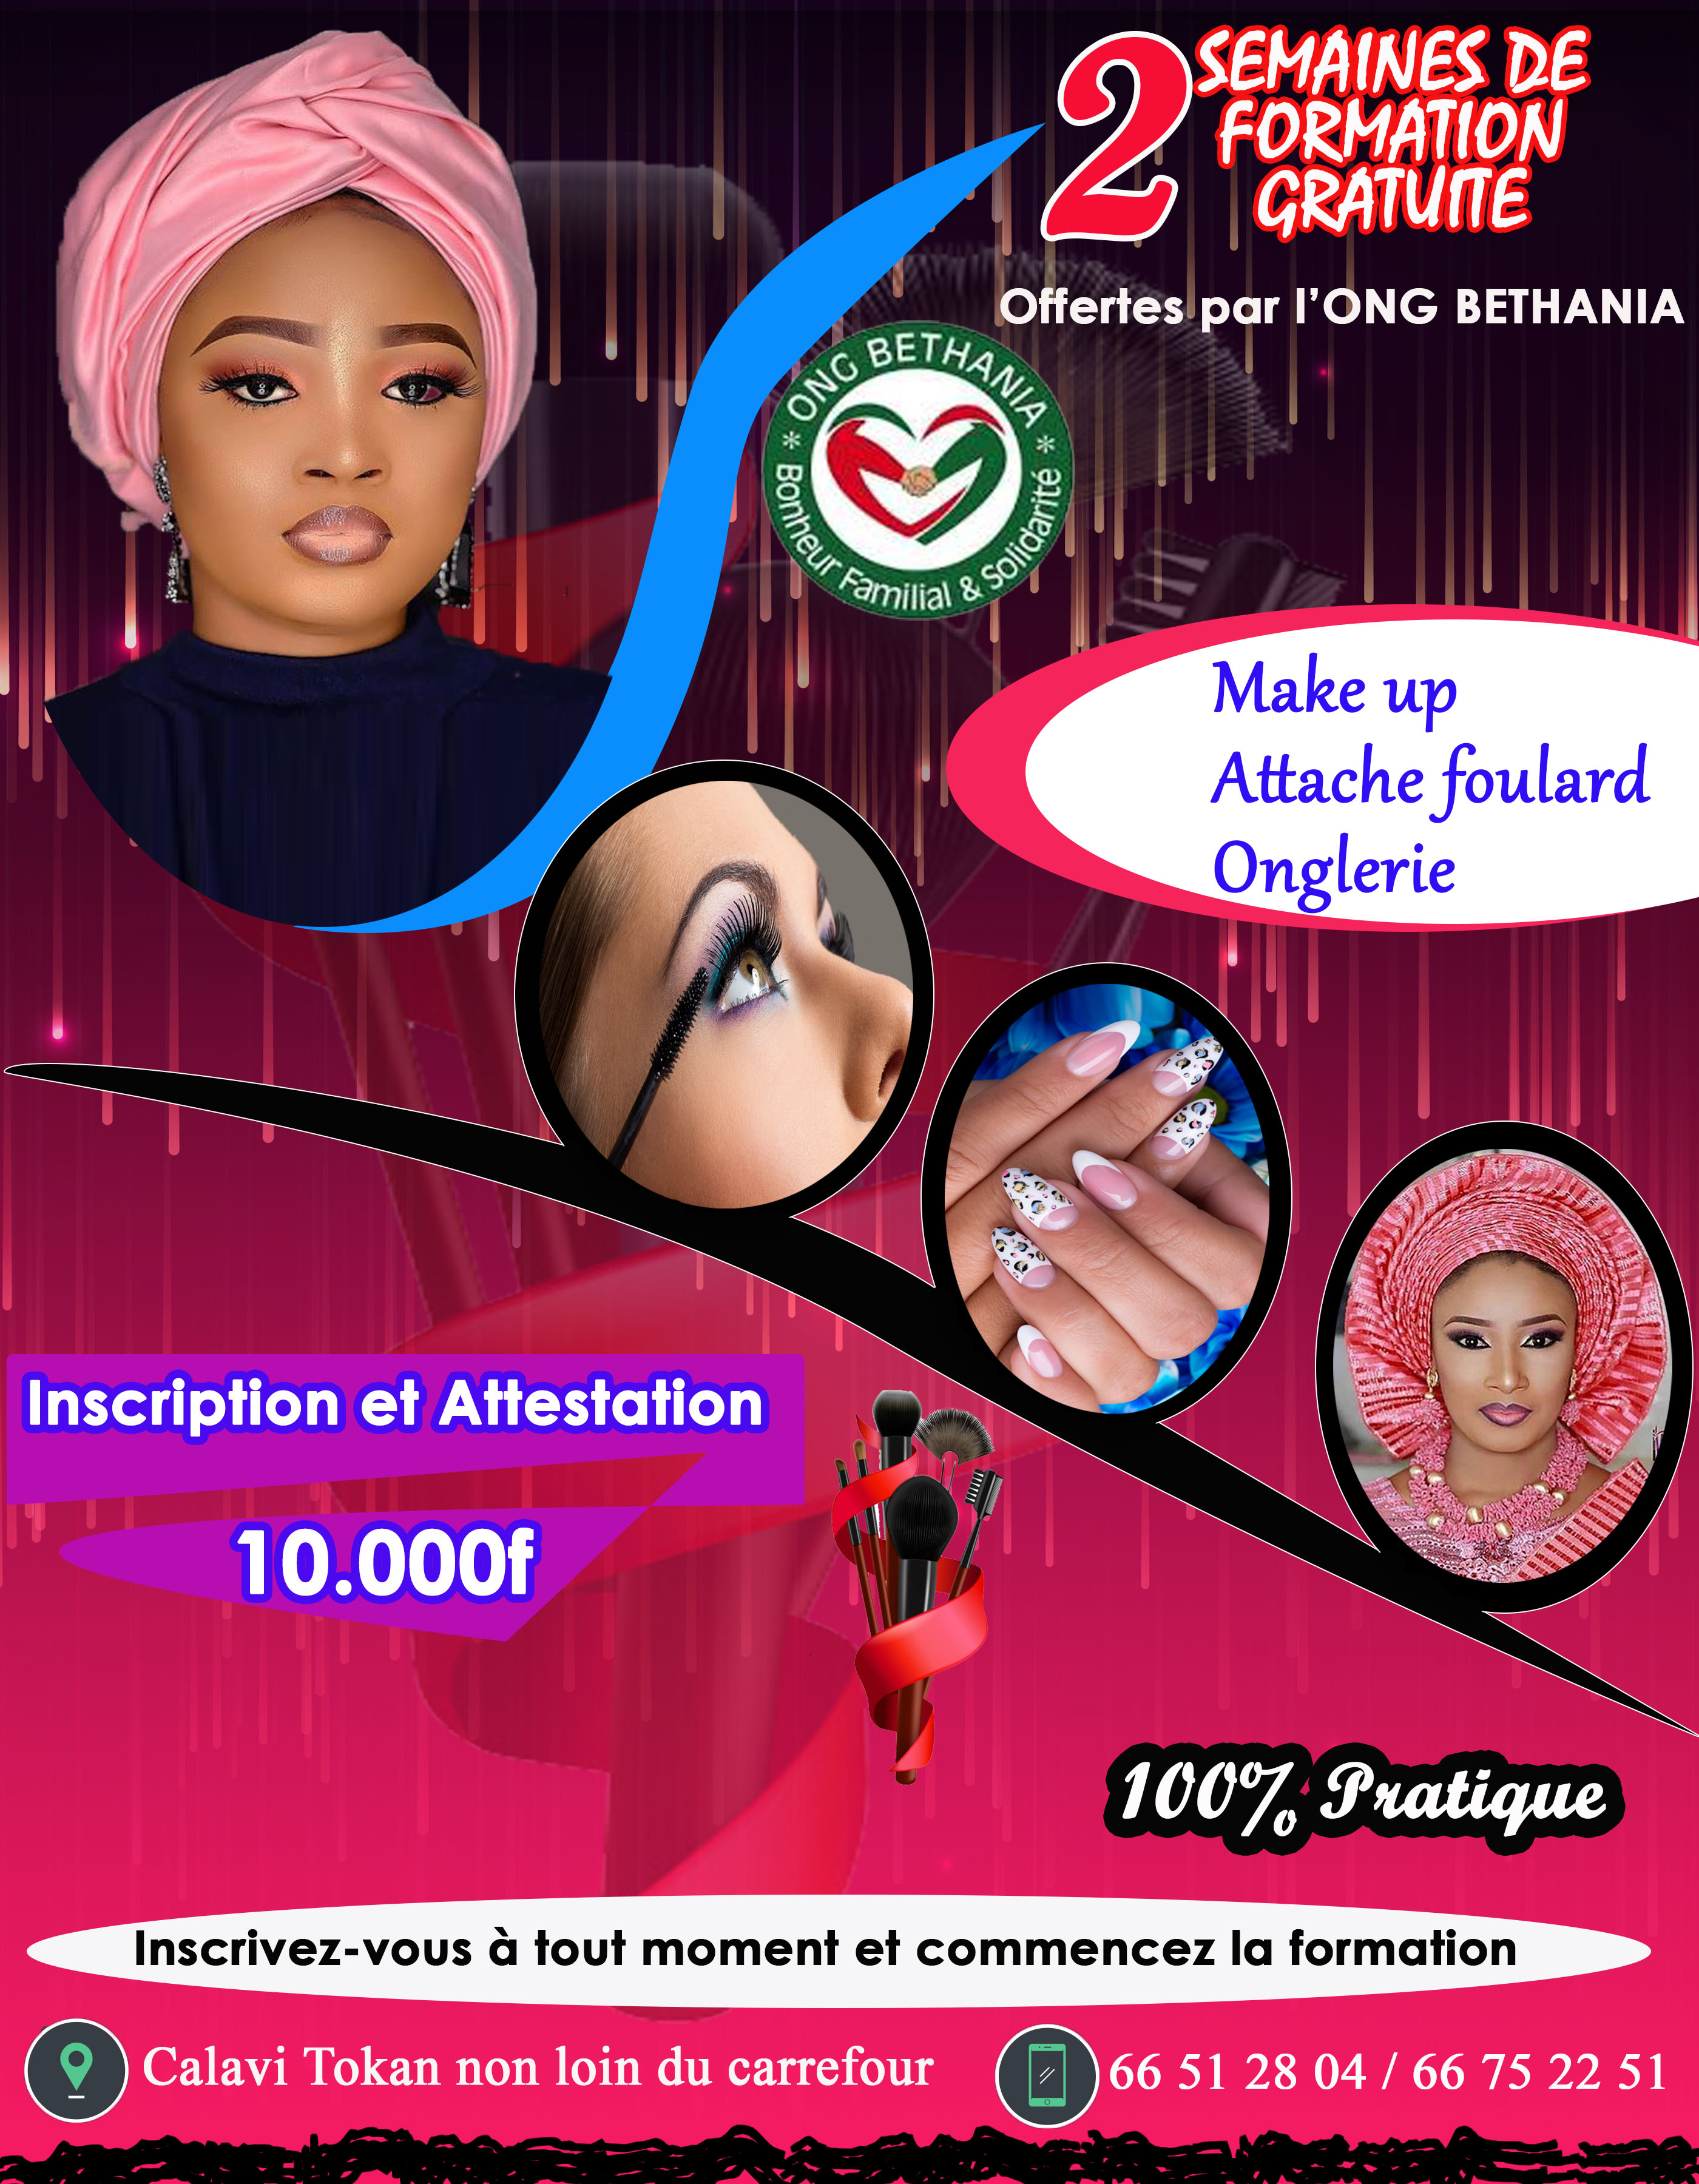 2 SEMAINES DE
FORMATION
GRATUITE
Offertes par l'ONG BETHANIA
* ONG BETHANIA *
Bonheur Familial & Solidarité
Make up
Attache foulard
Onglerie
Inscription et Attestation
10.000f
100% Pratique
Inscrivez-vous à tout moment et commencez la formation
Calavi Tokan non loin du carrefour
66 51 28 04 / 66 75 22 51